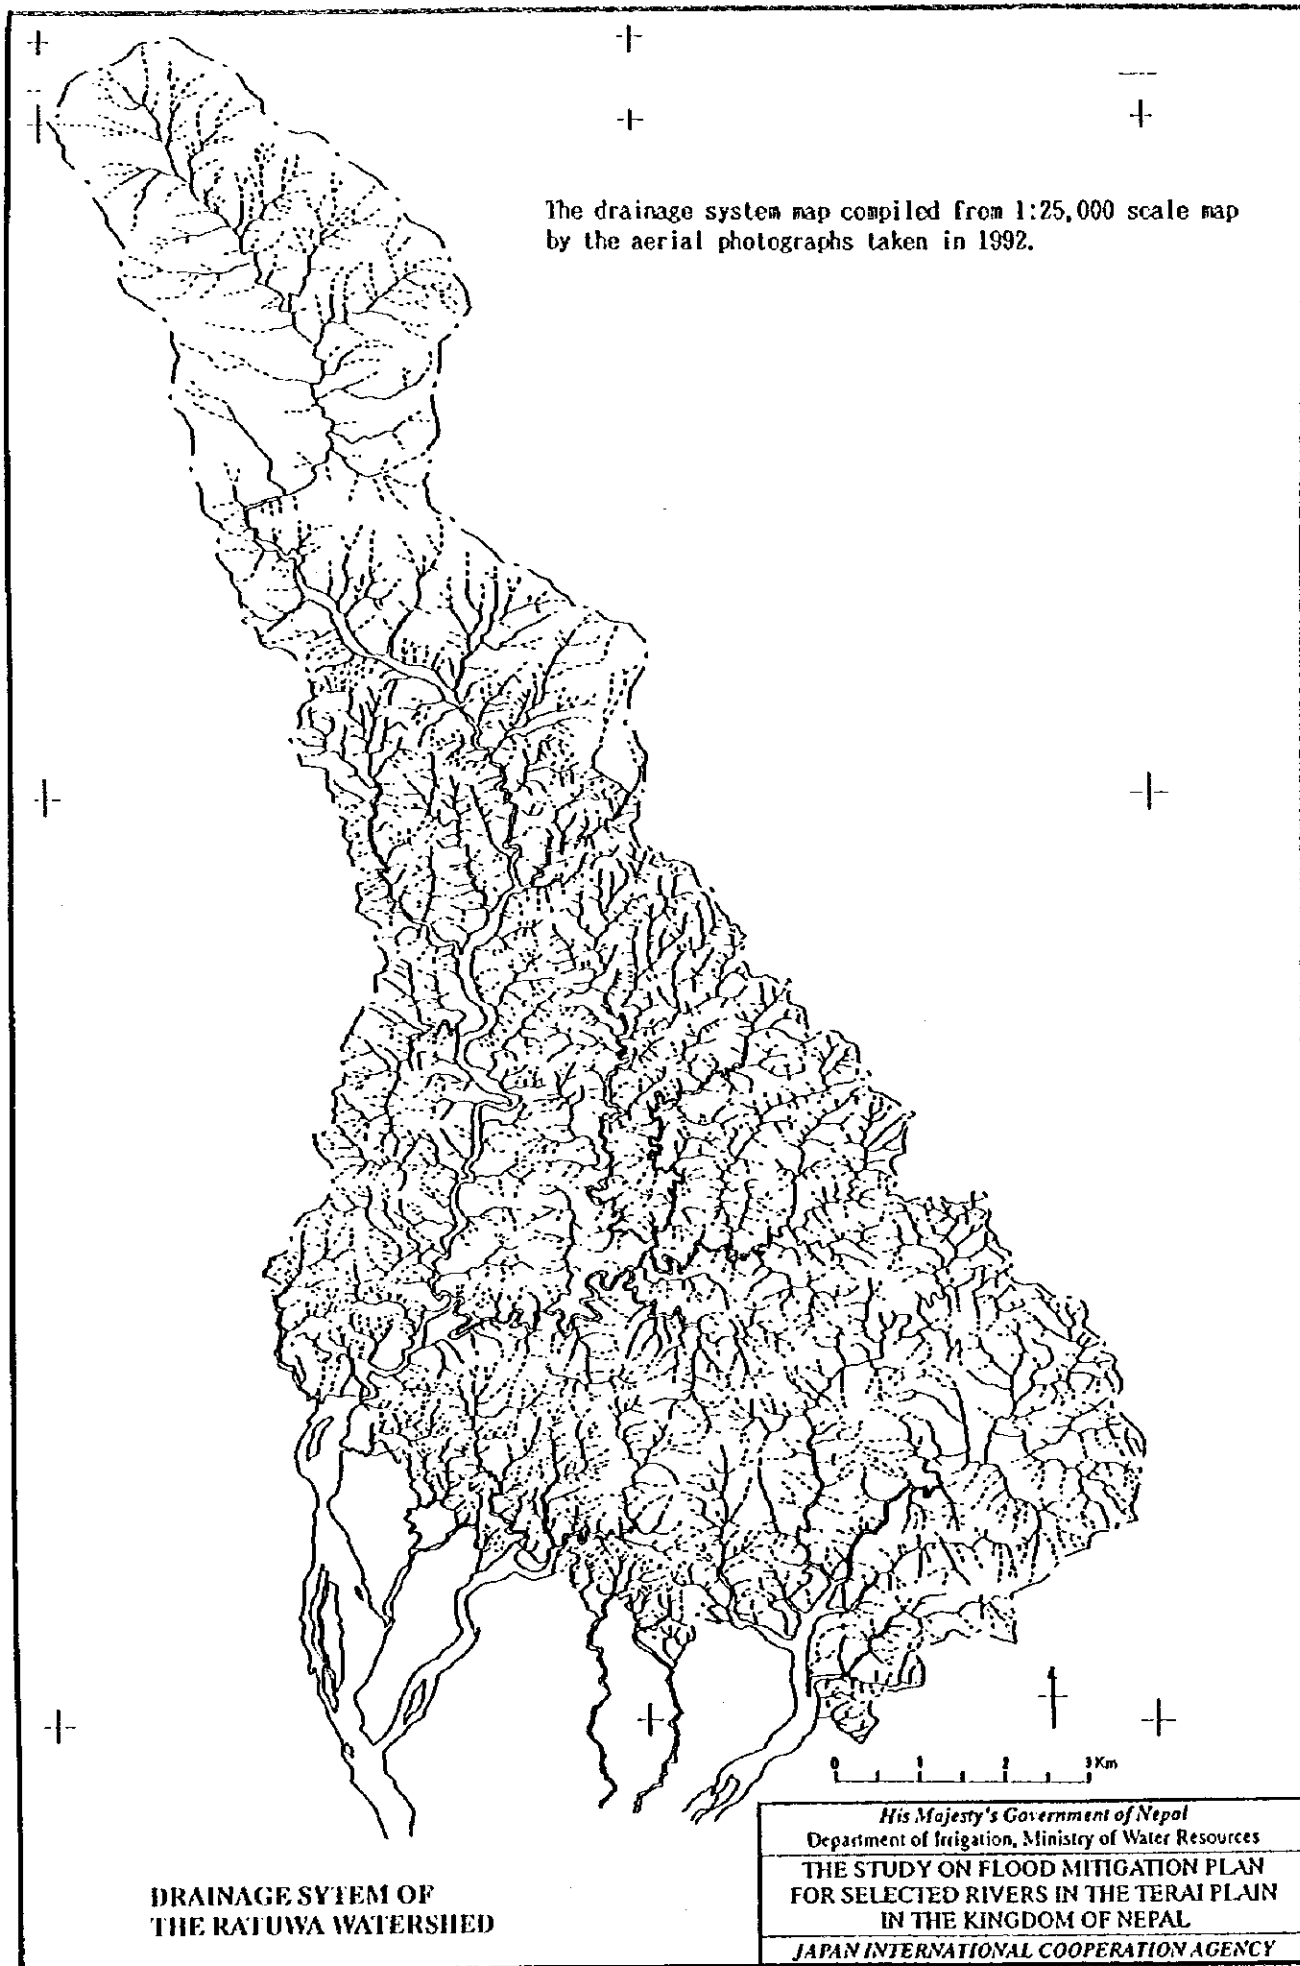 The drainage system map compiled from 1:25,000 scale map
by the aerial photographs taken in 1992.
0 1 2 3 Km
His Majesty's Government of Nepal
Department of Irrigation, Ministry of Water Resources
THE STUDY ON FLOOD MITIGATION PLAN
FOR SELECTED RIVERS IN THE TERAI PLAIN
IN THE KINGDOM OF NEPAL
JAPAN INTERNATIONAL COOPERATION AGENCY
DRAINAGE SYTEM OF
THE RATUWA WATERSHED